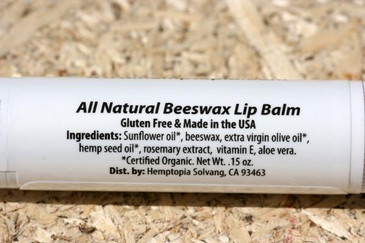 All Natural Beeswax Lip Balm
Gluten Free & Made in the USA
Ingredients: Sunflower oil*, beeswax, extra virgin olive oil*,
hemp seed oil*, rosemary extract, vitamin E, aloe vera.
*Certified Organic. Net Wt. .15 oz.
Dist. by: Hemptopia Solvang, CA 93463